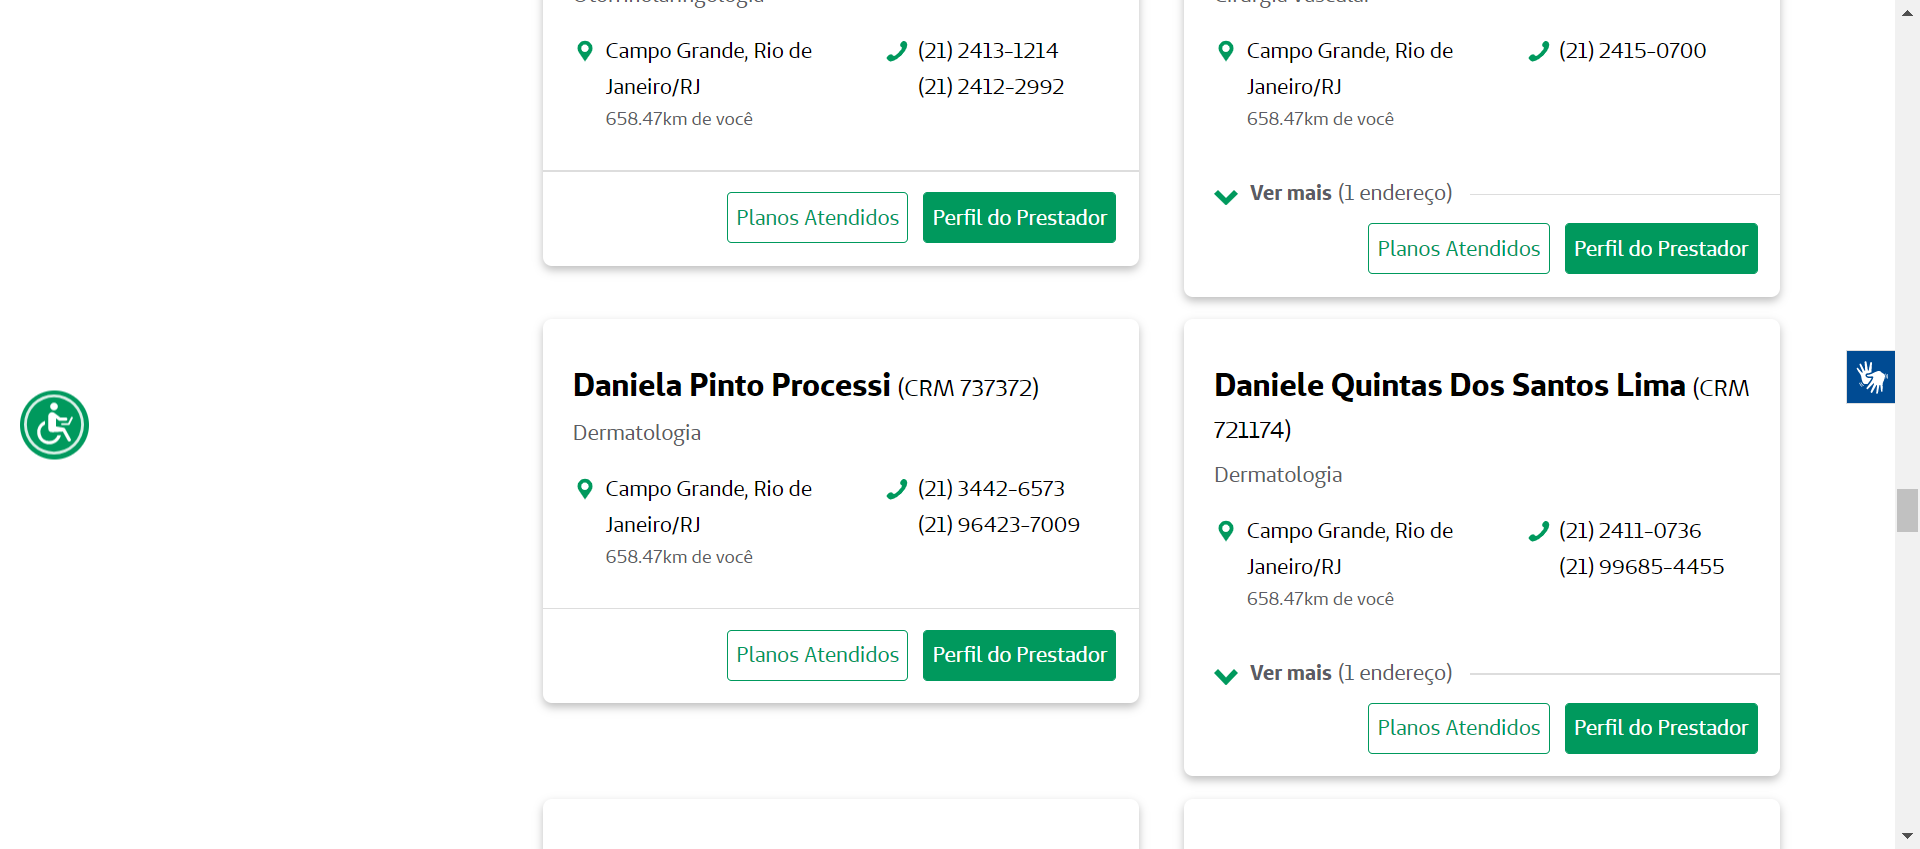 Otorrinolaringologia
Campo Grande, Rio de
Janeiro/RJ
658.47km de você
(21) 2413-1214
(21) 2412-2992
Planos Atendidos
Perfil do Prestador
Cirurgia Vascular
Campo Grande, Rio de
Janeiro/RJ
658.47km de você
(21) 2415-0700
Ver mais (1 endereço)
Planos Atendidos
Perfil do Prestador
Daniela Pinto Processi (CRM 737372)
Dermatologia
Campo Grande, Rio de
Janeiro/RJ
658.47km de você
(21) 3442-6573
(21) 96423-7009
Planos Atendidos
Perfil do Prestador
Daniele Quintas Dos Santos Lima (CRM
721174)
Dermatologia
Campo Grande, Rio de
Janeiro/RJ
658.47km de você
(21) 2411-0736
(21) 99685-4455
Ver mais (1 endereço)
Planos Atendidos
Perfil do Prestador